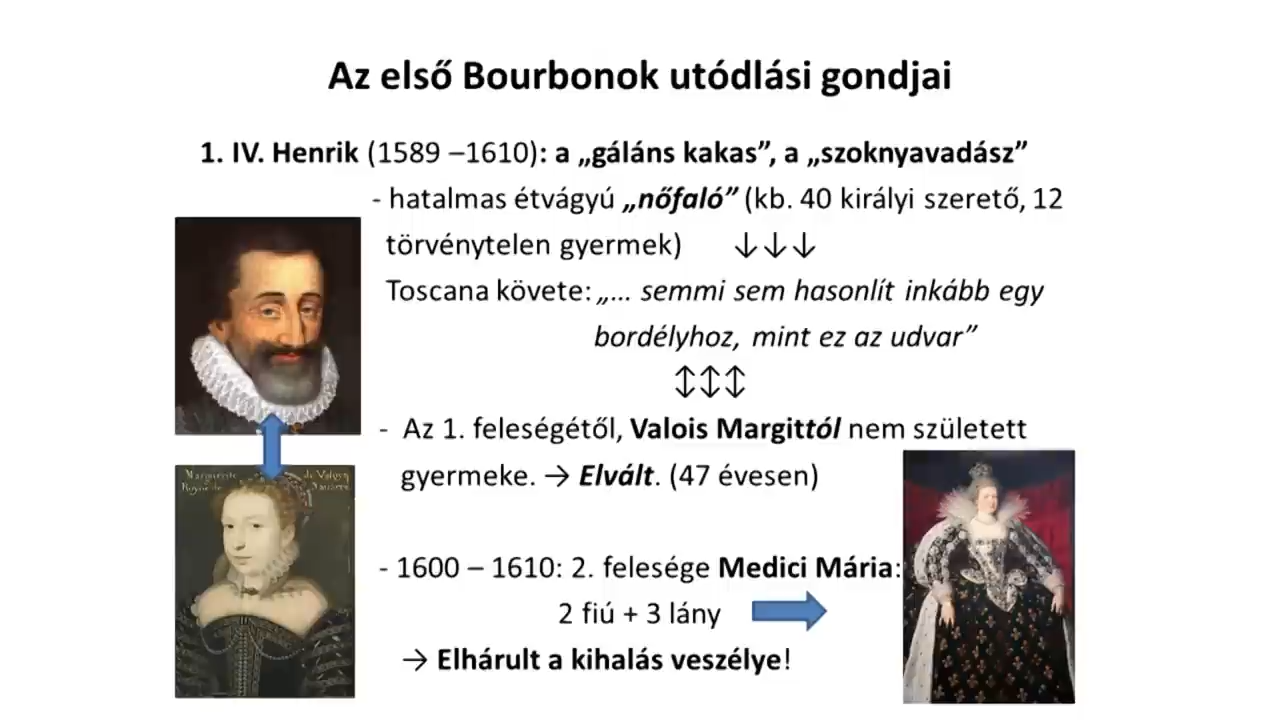 Az első Bourbonok utódlási gondjai
1. IV. Henrik (1589 –1610): a „gáláns kakas”, a „szoknyavadász”
- hatalmas étvágyú „nőfaló” (kb. 40 királyi szerető, 12
törvénytelen gyermek) ↓↓↓
Toscana követe: „... semmi sem hasonlít inkább egy
bordélyhoz, mint ez az udvar”
↕↕↕
- Az 1. feleségétől, Valois Margittól nem született
gyermeke. → Elvált. (47 évesen)
- 1600 – 1610: 2. felesége Medici Mária:
2 fiú + 3 lány
→ Elhárult a kihalás veszélye!